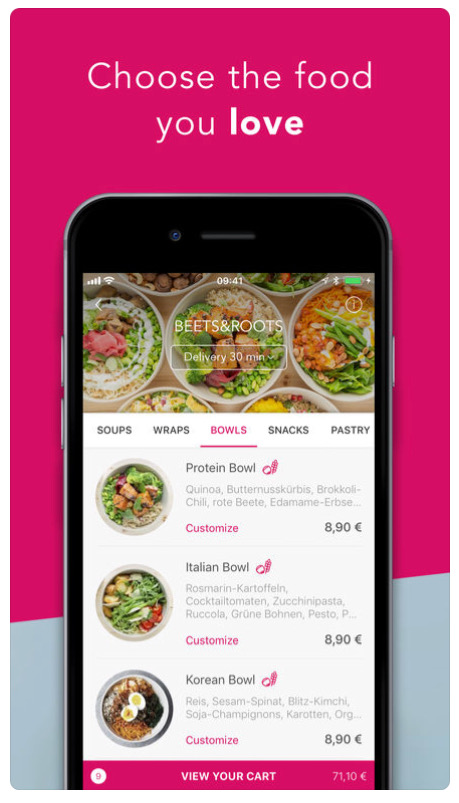 Choose the food
you love
09:41
BEETS&ROOTS
Delivery 30 min
SOUPS WRAPS BOWLS SNACKS PASTRY
Protein Bowl
Quinoa, Butternusskürbis, Brokkoli-
Chili, rote Beete, Edamame-Erbse...
Customize 8,90 €
Italian Bowl
Rosmarin-Kartoffeln,
Cocktailtomaten, Zucchinipasta,
Ruccola, Grüne Bohnen, Pesto, P...
Customize 8,90 €
Korean Bowl
Reis, Sesam-Spinat, Blitz-Kimchi,
Soja-Champignons, Karotten, Org...
Customize 8,90 €
9 VIEW YOUR CART 71,10 €